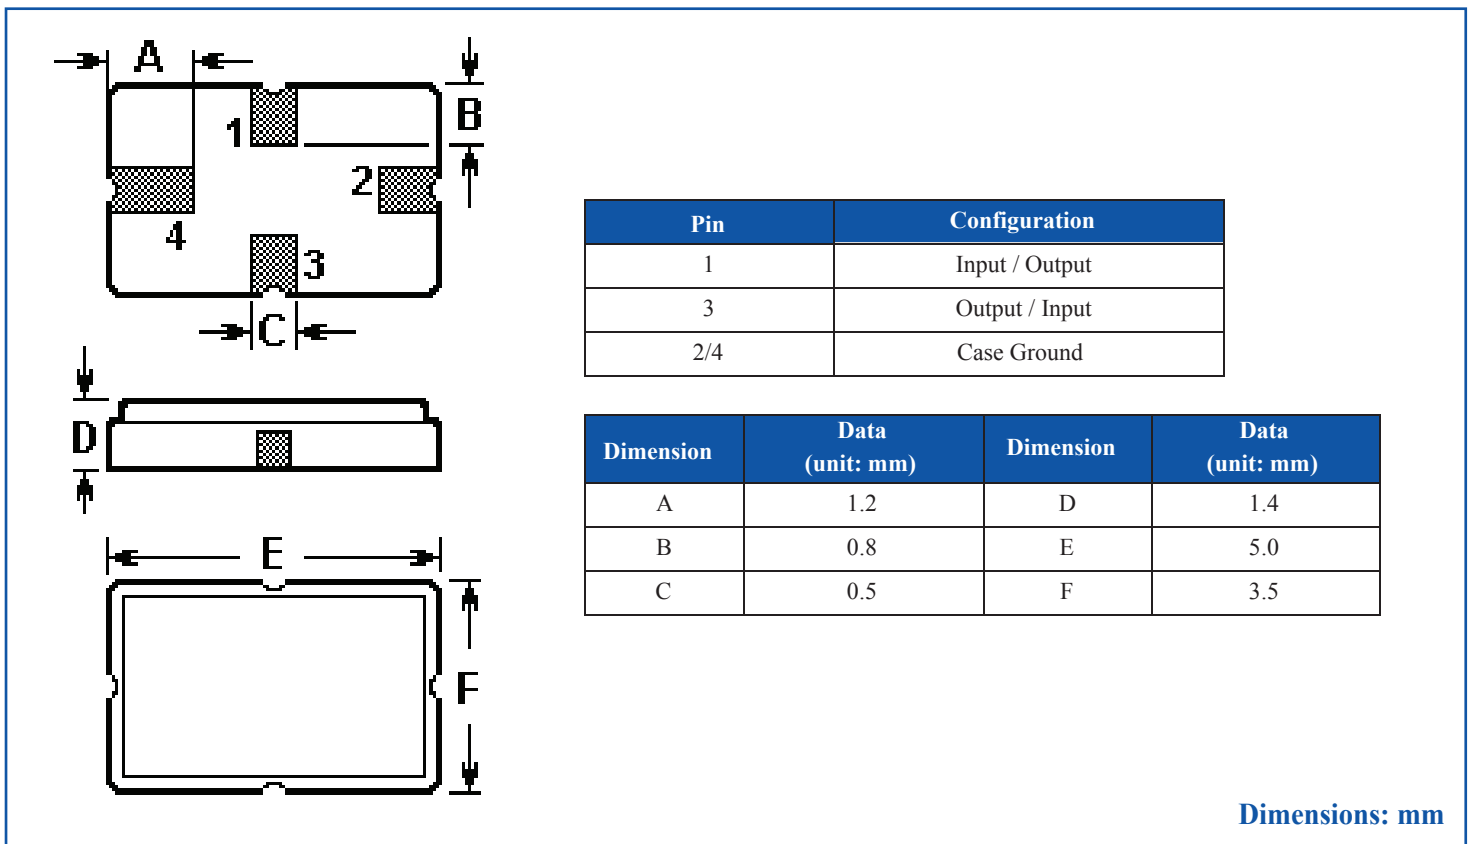 A
B
1
2
4
3
C
D
E
F
Pin Configuration
1 Input / Output
3 Output / Input
2/4 Case Ground
Dimension Data (unit: mm) Dimension Data (unit: mm)
A 1.2 D 1.4
B 0.8 E 5.0
C 0.5 F 3.5
Dimensions: mm